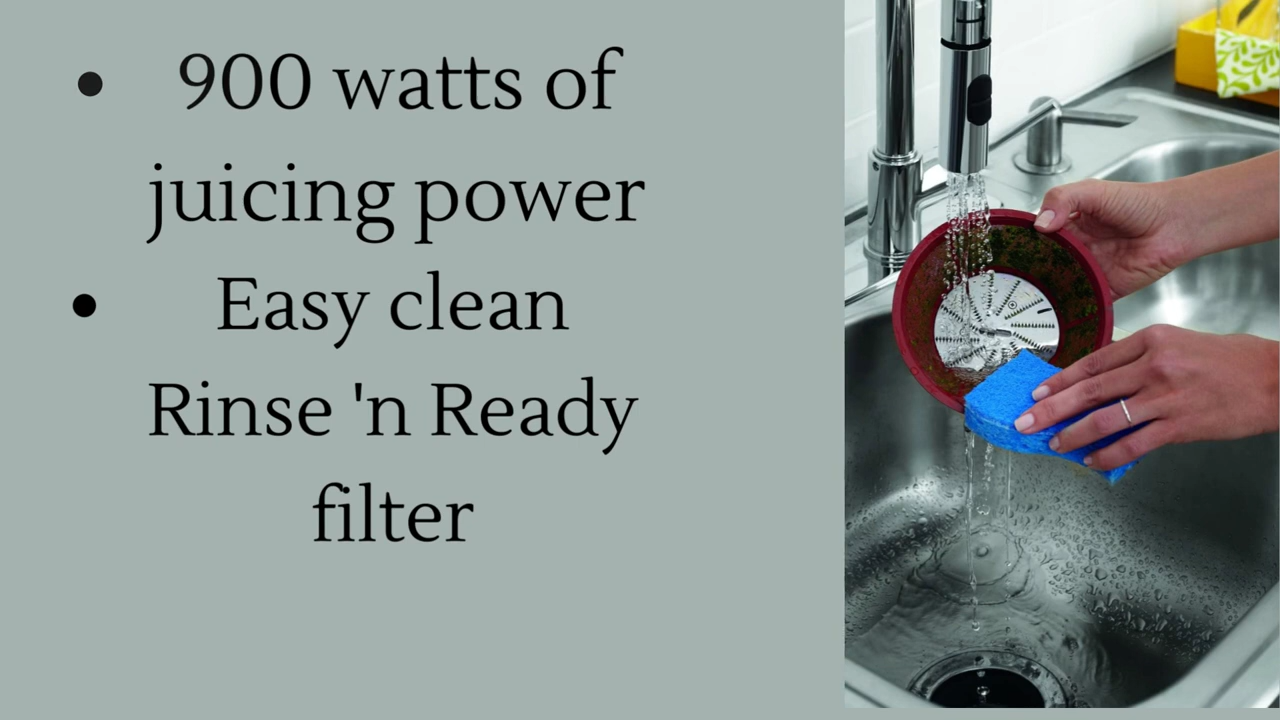 • 900 watts of
juicing power
• Easy clean
Rinse 'n Ready
filter